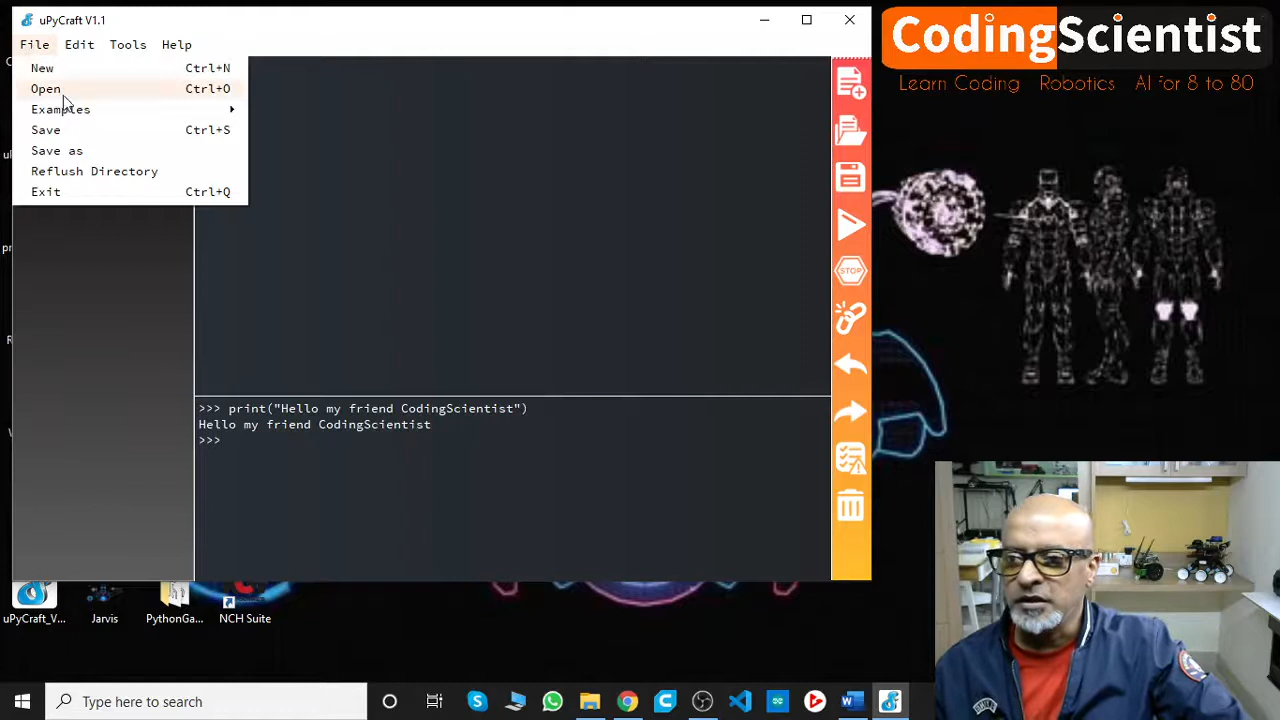 uPyCraft V1.1
CodingScientist
Learn Coding Robotics AI for 8 to 80
File Edit Tools Help
New Ctrl+N
Open Ctrl+O
Examples
Save Ctrl+S
Save as
Reflush Directory
Exit Ctrl+Q
STOP
>>> print("Hello my friend CodingScientist")
Hello my friend CodingScientist
>>>
uPyCraft_V... Jarvis PythonGa... NCH Suite
Type here to search